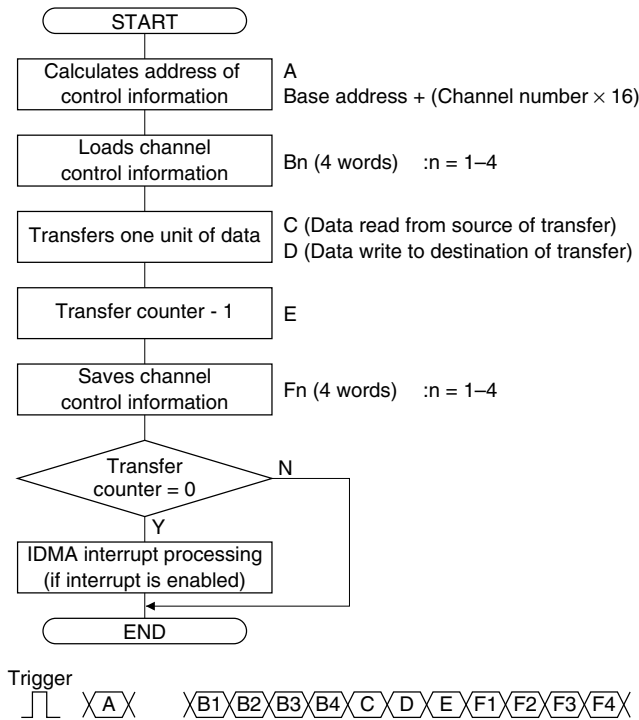 START
Calculates address of
control information
A
Base address + (Channel number × 16)
Loads channel
control information
Bn (4 words) :n = 1–4
Transfers one unit of data
C (Data read from source of transfer)
D (Data write to destination of transfer)
Transfer counter - 1
E
Saves channel
control information
Fn (4 words) :n = 1–4
Transfer
counter = 0
N
Y
IDMA interrupt processing
(if interrupt is enabled)
END
Trigger
A B1 B2 B3 B4 C D E F1 F2 F3 F4